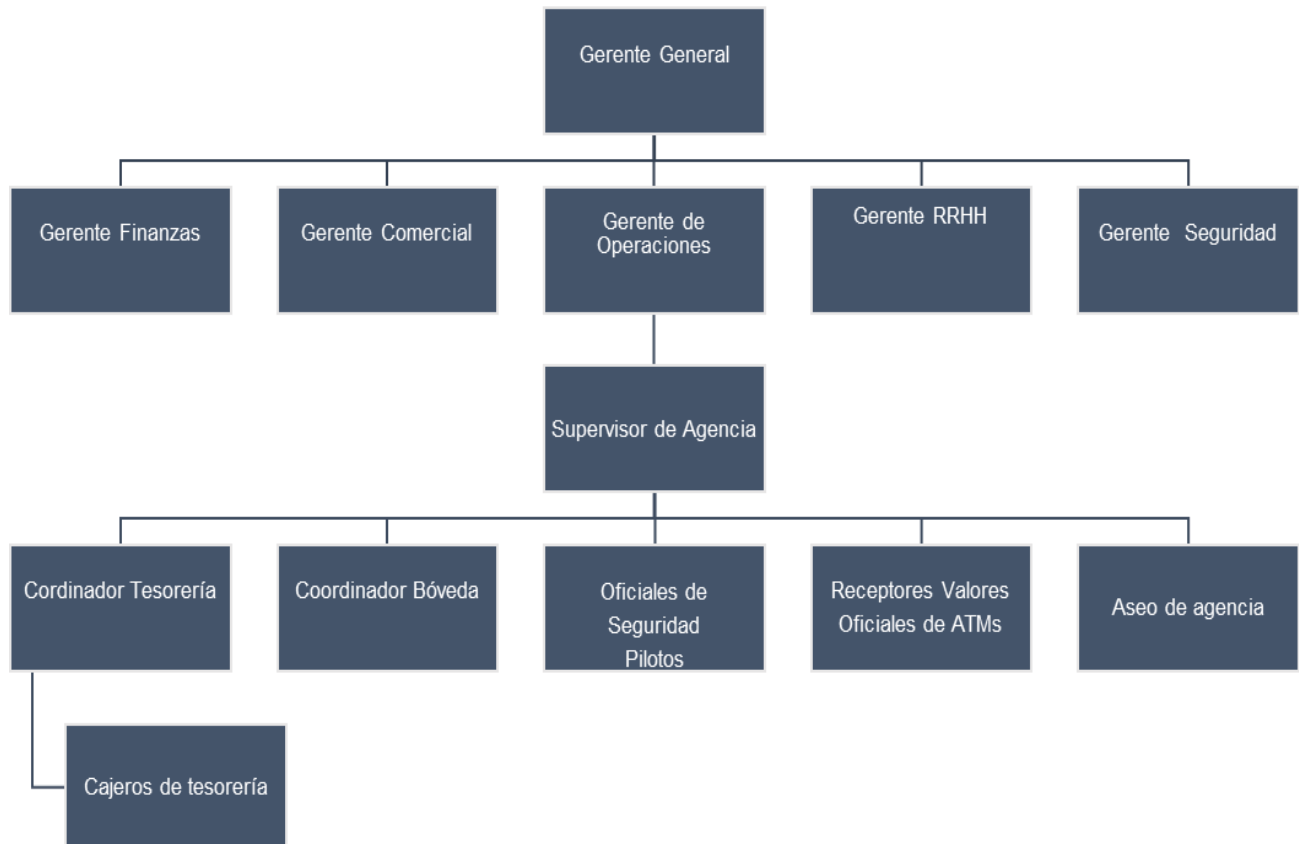 Gerente General
Gerente Finanzas
Gerente Comercial
Gerente de
Operaciones
Gerente RRHH
Gerente Seguridad
Supervisor de Agencia
Cordinador Tesorería
Coordinador Bóveda
Oficiales de
Seguridad
Pilotos
Receptores Valores
Oficiales de ATMs
Aseo de agencia
Cajeros de tesorería